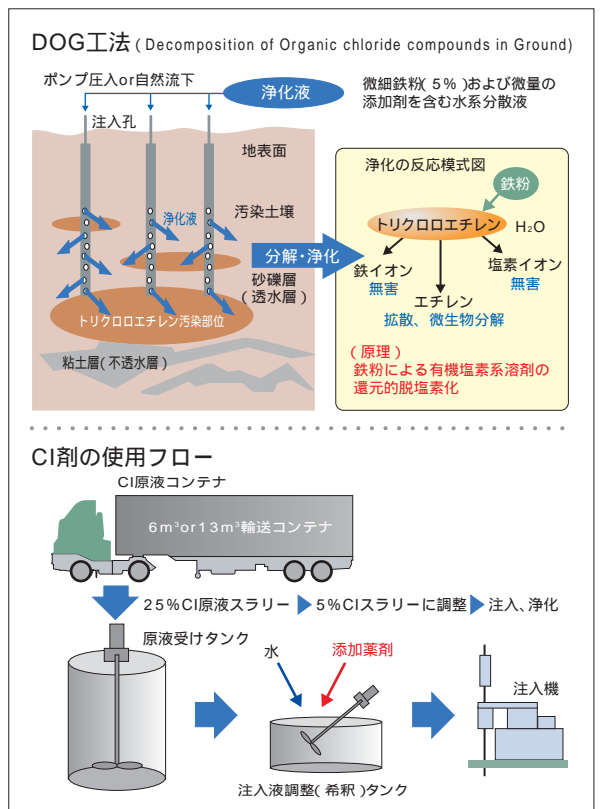 DOG工法(Decomposition of Organic chloride compounds in Ground)
ポンプ圧入or自然流下
浄化液
微細鉄粉(5%)および微量の
添加剤を含む水系分散液
注入孔
地表面
浄化液
汚染土壌
分解・浄化
砂礫層
(透水層)
トリクロロエチレン汚染部位
粘土層(不透水層)
浄化の反応模式図
鉄粉
トリクロロエチレン
H₂O
鉄イオン
無害
塩素イオン
無害
エチレン
拡散、微生物分解
(原理)
鉄粉による有機塩素系溶剤の
還元的脱塩素化
CI剤の使用フロー
CI原液コンテナ
6m³or13m³輸送コンテナ
25%CI原液スラリー 5%CIスラリーに調整 注入、浄化
原液受けタンク
水
添加薬剤
注入機
注入液調整(希釈)タンク